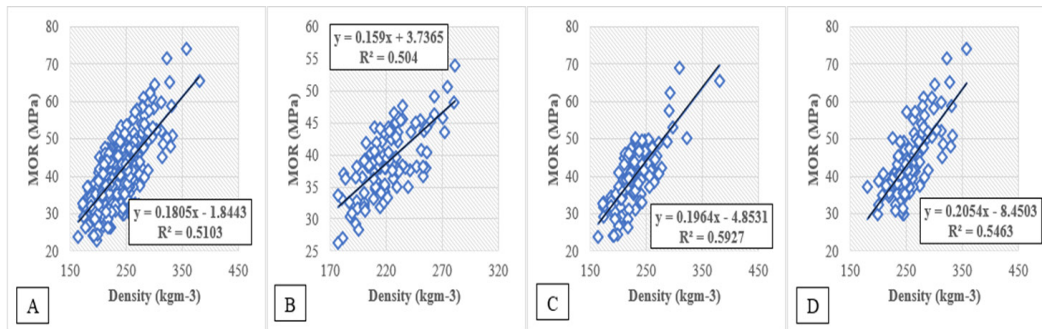 80
70
60
50
40
30
20
MOR (MPa)
y = 0.1805x - 1.8443
R² = 0.5103
150 250 350 450
Density (kgm-3)
A
60
55
50
45
40
35
30
25
MOR (MPa)
y = 0.159x + 3.7365
R² = 0.504
170 220 270 320
Density (kgm-3)
B
80
70
60
50
40
30
20
MOR (MPa)
y = 0.1964x - 4.8531
R² = 0.5927
150 250 350 450
Density (kgm-3)
C
80
70
60
50
40
30
20
MOR (MPa)
y = 0.2054x - 8.4503
R² = 0.5463
150 250 350 450
Density (kgm-3)
D